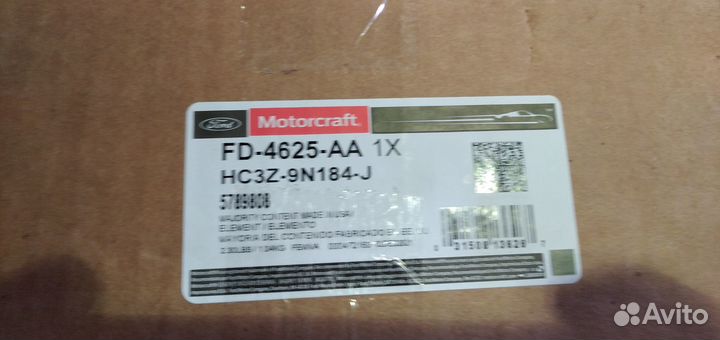 Ford Motorcraft
FD-4625-AA 1X
HC3Z-9N184-J
5789808
MAJORITY CONTENT MADE IN USA/
ELEMENT / ELEMENTO
MAYORIA DEL CONTENIDO FABRICADO EN EE.UU.
Avito